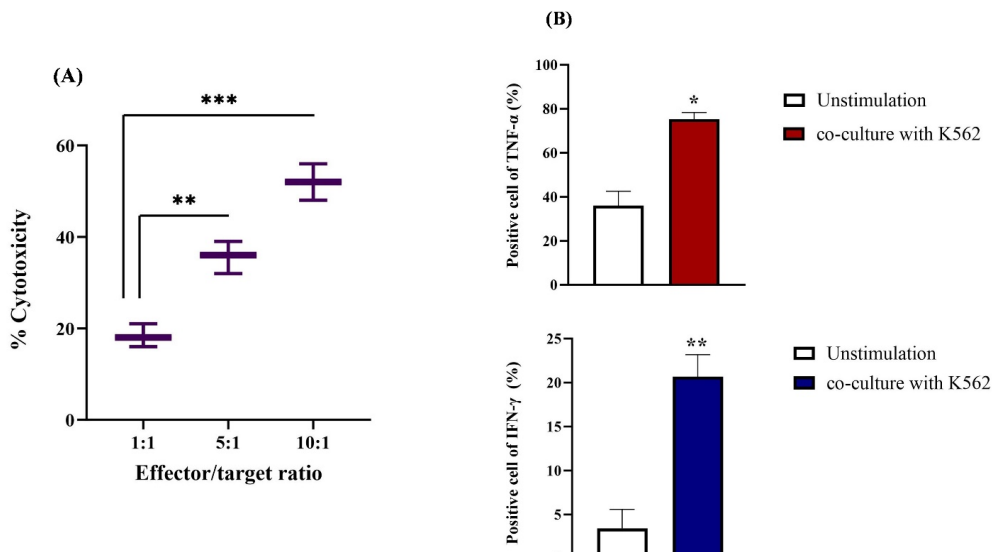 (A)
***
**
60
40
20
0
% Cytotoxicity
1:1 5:1 10:1
Effector/target ratio
(B)
100
80
60
40
20
0
Positive cell of TNF-α (%)
*
Unstimulation
co-culture with K562
25
20
15
10
5
Positive cell of IFN-γ (%)
**
Unstimulation
co-culture with K562